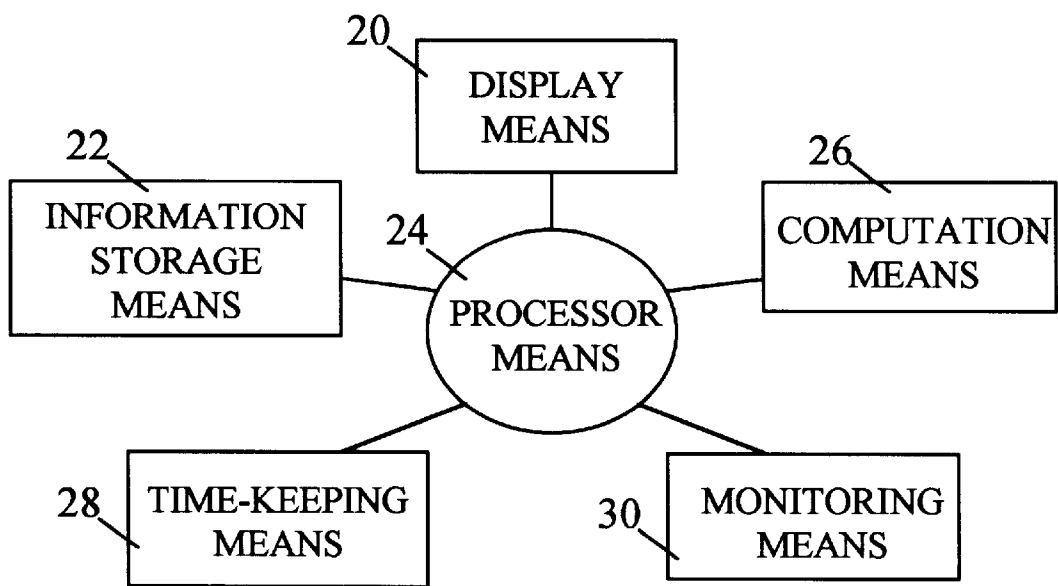 20
DISPLAY
MEANS
22
INFORMATION
STORAGE
MEANS
26
COMPUTATION
MEANS
24
PROCESSOR
MEANS
28
TIME-KEEPING
MEANS
30
MONITORING
MEANS